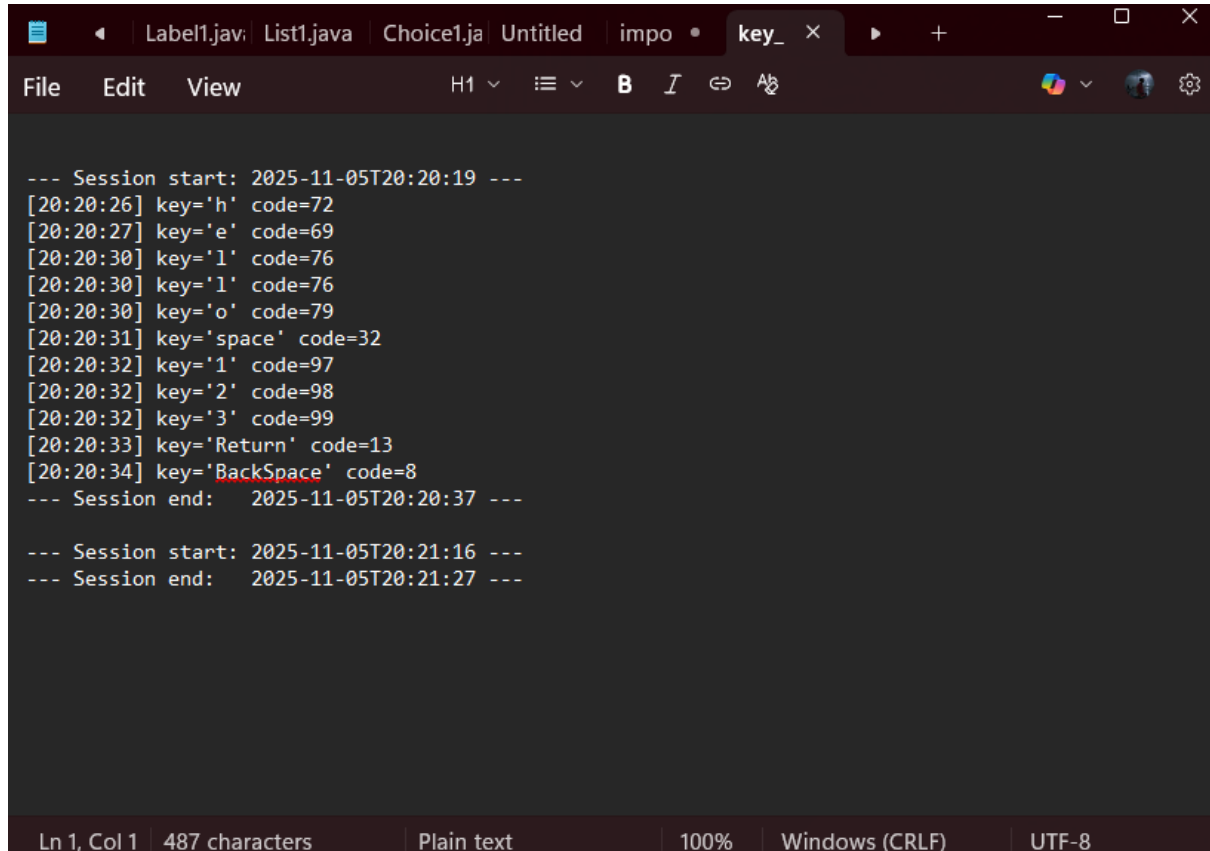 Label1.jav List1.java Choice1.ja Untitled impo key_
File Edit View H1 B I
--- Session start: 2025-11-05T20:20:19 ---
[20:20:26] key='h' code=72
[20:20:27] key='e' code=69
[20:20:30] key='l' code=76
[20:20:30] key='l' code=76
[20:20:30] key='o' code=79
[20:20:31] key='space' code=32
[20:20:32] key='1' code=97
[20:20:32] key='2' code=98
[20:20:32] key='3' code=99
[20:20:33] key='Return' code=13
[20:20:34] key='BackSpace' code=8
--- Session end:   2025-11-05T20:20:37 ---
--- Session start: 2025-11-05T20:21:16 ---
--- Session end:   2025-11-05T20:21:27 ---
Ln 1, Col 1 487 characters Plain text 100% Windows (CRLF) UTF-8